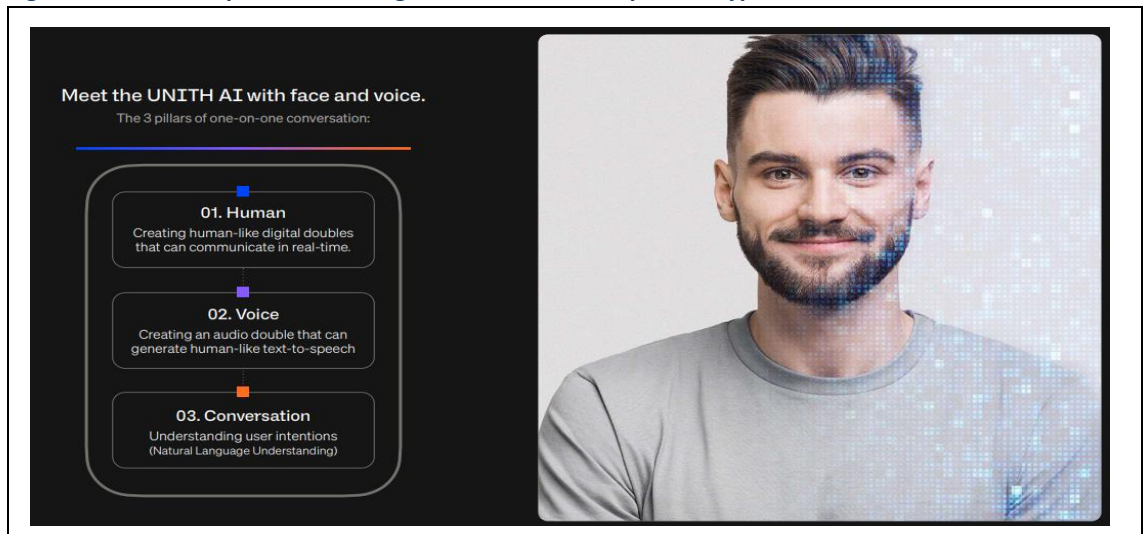 Meet the UNITH AI with face and voice.
The 3 pillars of one-on-one conversation:
01. Human
Creating human-like digital doubles
that can communicate in real-time.
02. Voice
Creating an audio double that can
generate human-like text-to-speech
03. Conversation
Understanding user intentions
(Natural Language Understanding)